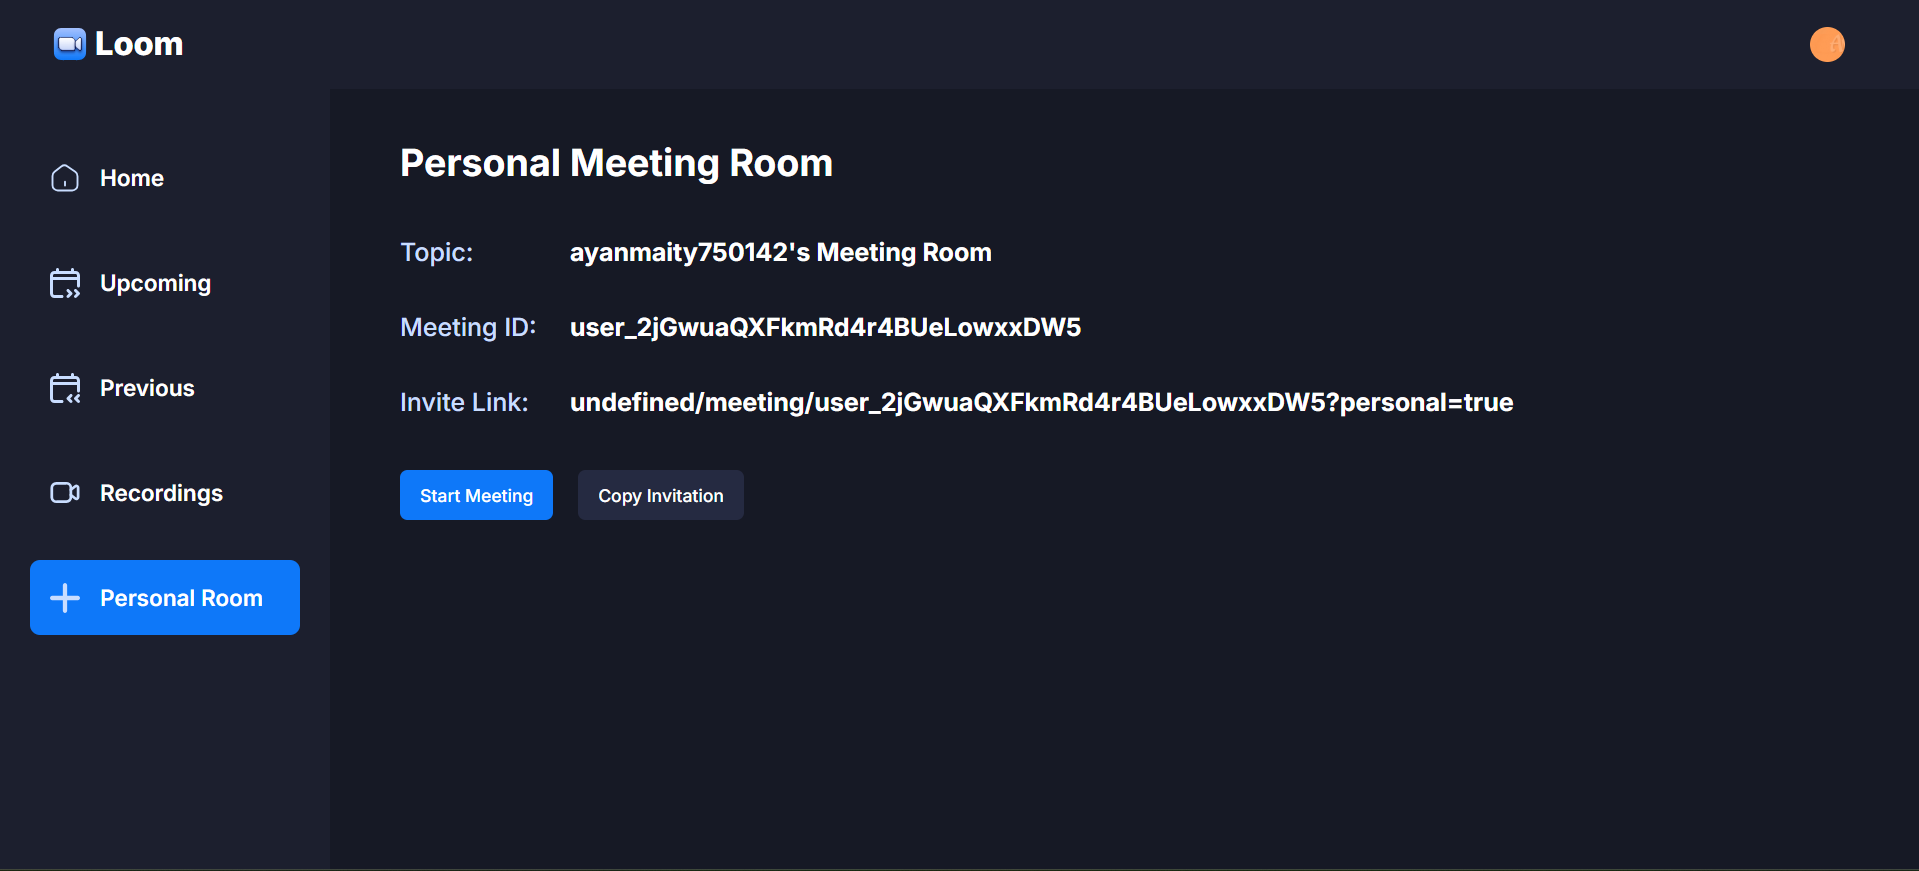 Loom
Home
Upcoming
Previous
Recordings
Personal Room
Personal Meeting Room
Topic: ayanmaity750142's Meeting Room
Meeting ID: user_2jGwuaQXFkmRd4r4BUeLowxxDW5
Invite Link: undefined/meeting/user_2jGwuaQXFkmRd4r4BUeLowxxDW5?personal=true
Start Meeting Copy Invitation